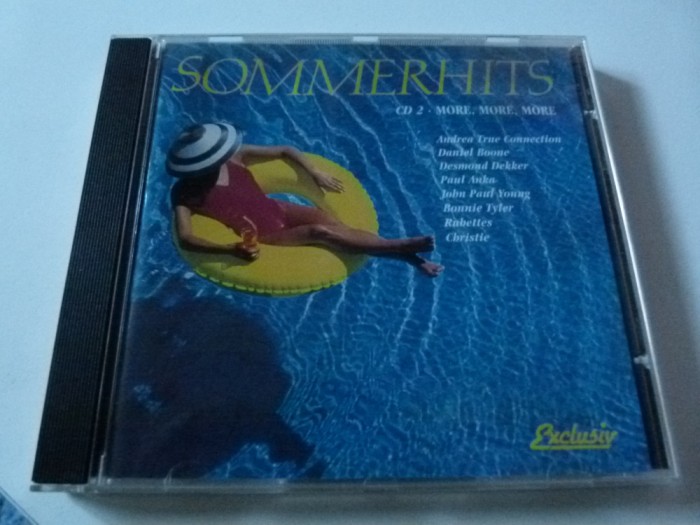 SOMMERHITS
CD 2 · MORE, MORE, MORE
Andrea True Connection
Daniel Boone
Desmond Dekker
Paul Anka
John Paul Young
Bonnie Tyler
Rubettes
Christie
Exclusiv